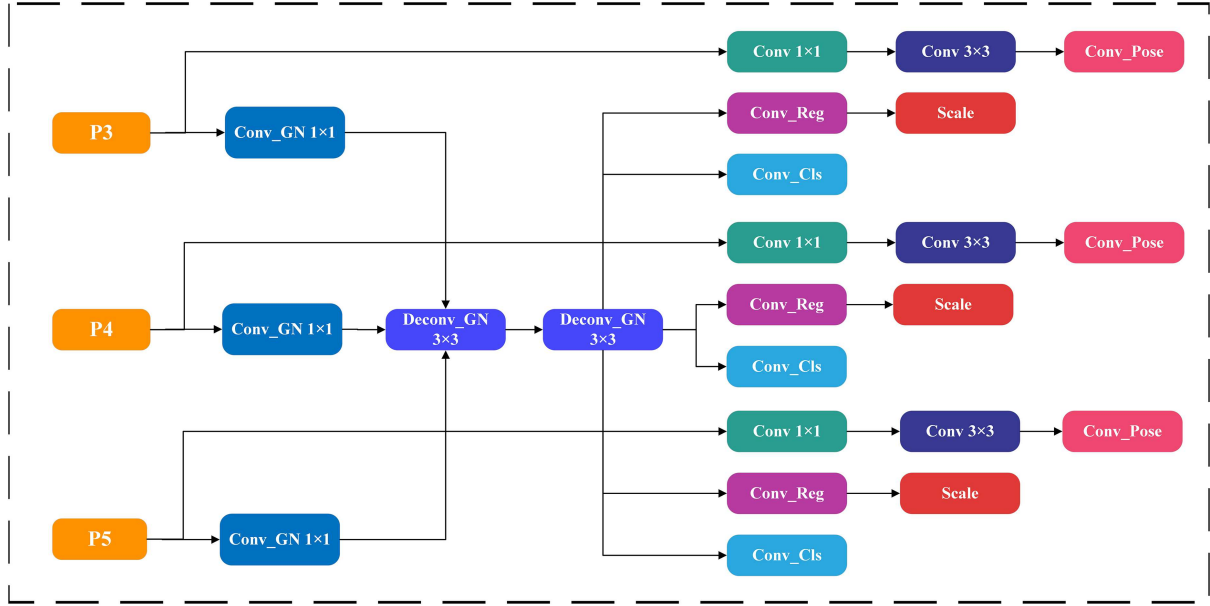 Conv 1×1
Conv 3×3
Conv_Pose
P3
Conv_GN 1×1
Conv_Reg
Scale
Conv_Cls
Conv 1×1
Conv 3×3
Conv_Pose
P4
Conv_GN 1×1
Deconv_GN
3×3
Deconv_GN
3×3
Conv_Reg
Scale
Conv_Cls
Conv 1×1
Conv 3×3
Conv_Pose
Conv_Reg
Scale
P5
Conv_GN 1×1
Conv_Cls